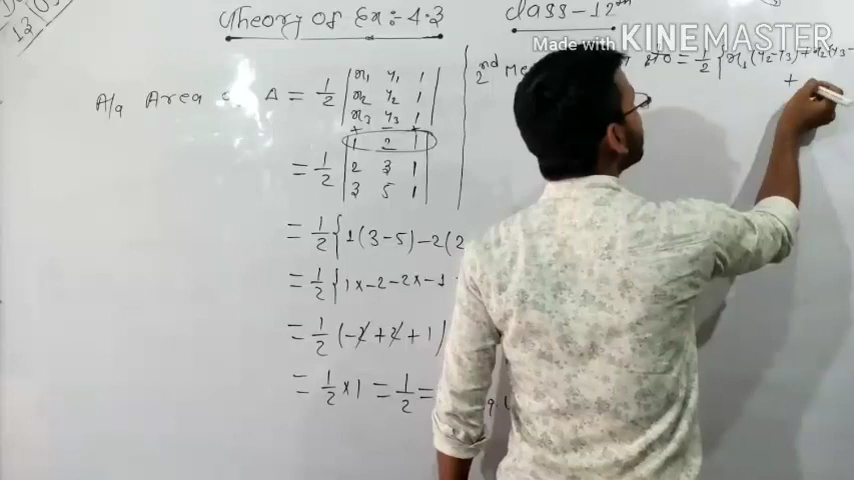 Theory of Ex:- 4.3
Class-12th
Made with KINEMASTER
13
A/q Area Δ = 1/2 | x1 y1 1 |
| x2 y2 1 |
| x3 y3 1 |
+ - +
= 1/2 | 1 2 1 |
| 2 3 1 |
| 3 5 1 |
= 1/2 { 1(3-5) -2(2
= 1/2 { 1x-2 -2x-1
= 1/2 (-2 + 2 + 1)
= 1/2 x 1 = 1/2 =
2nd Me
= 1/2 { x1(y2-y3) + x2(y3-
+